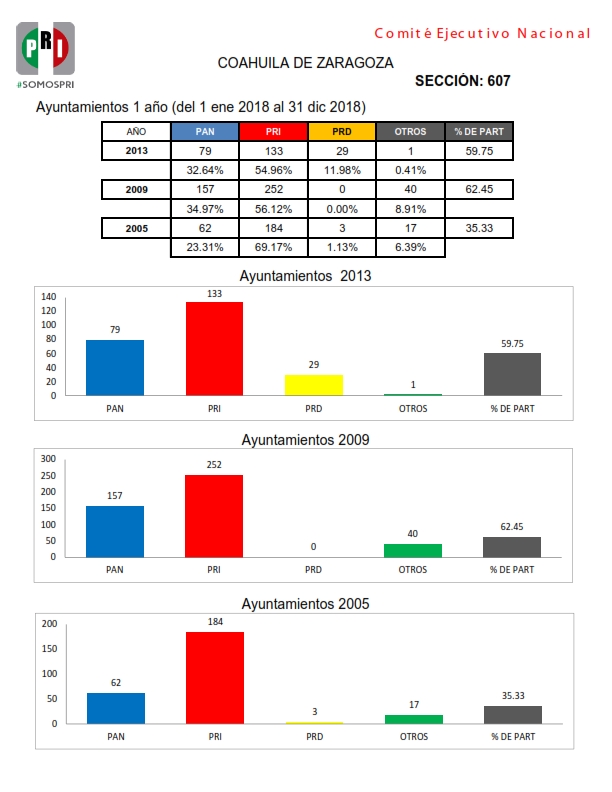 Comité Ejecutivo Nacional
PRI
#SOMOSPRI
COAHUILA DE ZARAGOZA
SECCIÓN: 607
Ayuntamientos 1 año (del 1 ene 2018 al 31 dic 2018)
AÑO PAN PRI PRD OTROS % DE PART
2013 79 133 29 1 59.75
32.64% 54.96% 11.98% 0.41%
2009 157 252 0 40 62.45
34.97% 56.12% 0.00% 8.91%
2005 62 184 3 17 35.33
23.31% 69.17% 1.13% 6.39%
Ayuntamientos 2013
140
120
100
80
60
40
20
0
79
133
29
1
59.75
PAN PRI PRD OTROS % DE PART
Ayuntamientos 2009
300
250
200
150
100
50
0
157
252
0
40
62.45
PAN PRI PRD OTROS % DE PART
Ayuntamientos 2005
200
150
100
50
0
62
184
3
17
35.33
PAN PRI PRD OTROS % DE PART